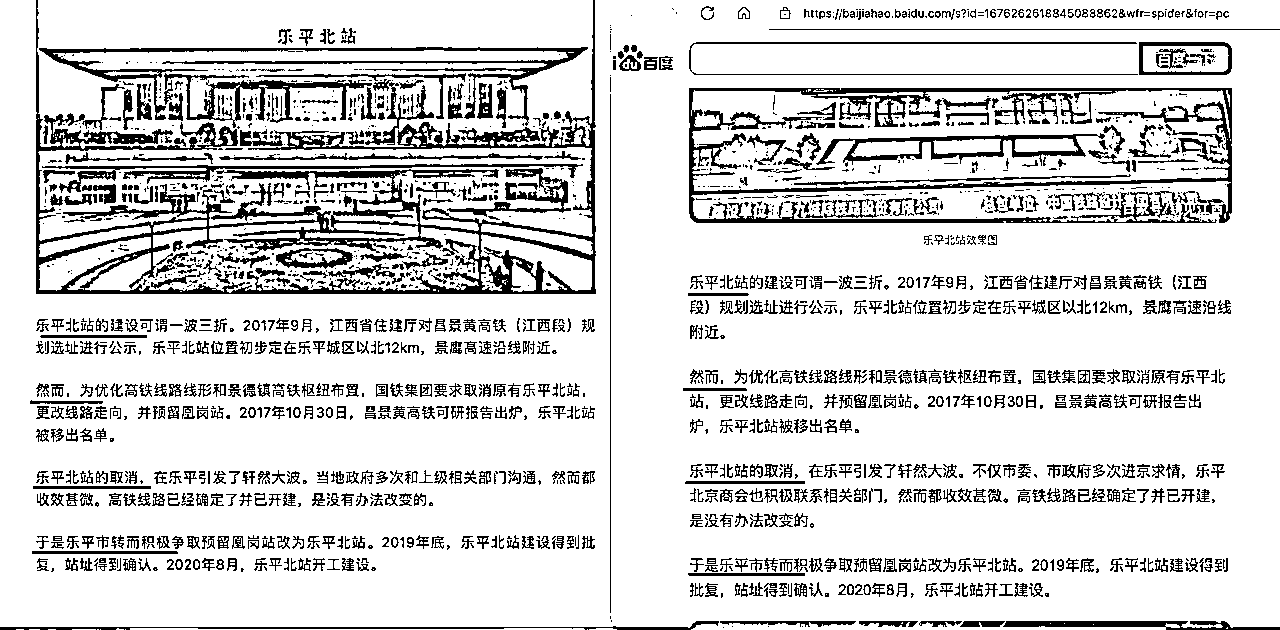 乐平北站
乐平北站的建设可谓一波三折。2017年9月，江西省住建厅对昌景黄高铁（江西段）规
划选址进行公示，乐平北站位置初步定在乐平城区以北12km，景鹰高速沿线附近。
然而，为优化高铁线路线形和景德镇高铁枢纽布置，国铁集团要求取消原有乐平北站，
更改线路走向，并预留凰岗站。2017年10月30日，昌景黄高铁可研报告出炉，乐平北站
被移出名单。
乐平北站的取消，在乐平引发了轩然大波。当地政府多次和上级相关部门沟通，然而都
收效甚微。高铁线路已经确定了并已开建，是没有办法改变的。
于是乐平市转而积极争取预留凰岗站改为乐平北站。2019年底，乐平北站建设得到批
复，站址得到确认。2020年8月，乐平北站开工建设。
https://baijiahao.baidu.com/s?id=1676262618845088862&wfr=spider&for=pc
百度
百度一下
乐平北站效果图
乐平北站的建设可谓一波三折。2017年9月，江西省住建厅对昌景黄高铁（江西
段）规划选址进行公示，乐平北站位置初步定在乐平城区以北12km，景鹰高速沿线
附近。
然而，为优化高铁线路线形和景德镇高铁枢纽布置，国铁集团要求取消原有乐平北
站，更改线路走向，并预留凰岗站。2017年10月30日，昌景黄高铁可研报告出
炉，乐平北站被移出名单。
乐平北站的取消，在乐平引发了轩然大波。不仅市委、市政府多次进京求情，乐平
北京商会也积极联系相关部门，然而都收效甚微。高铁线路已经确定了并已开建，
是没有办法改变的。
于是乐平市转而积极争取预留凰岗站改为乐平北站。2019年底，乐平北站建设得到
批复，站址得到确认。2020年8月，乐平北站开工建设。